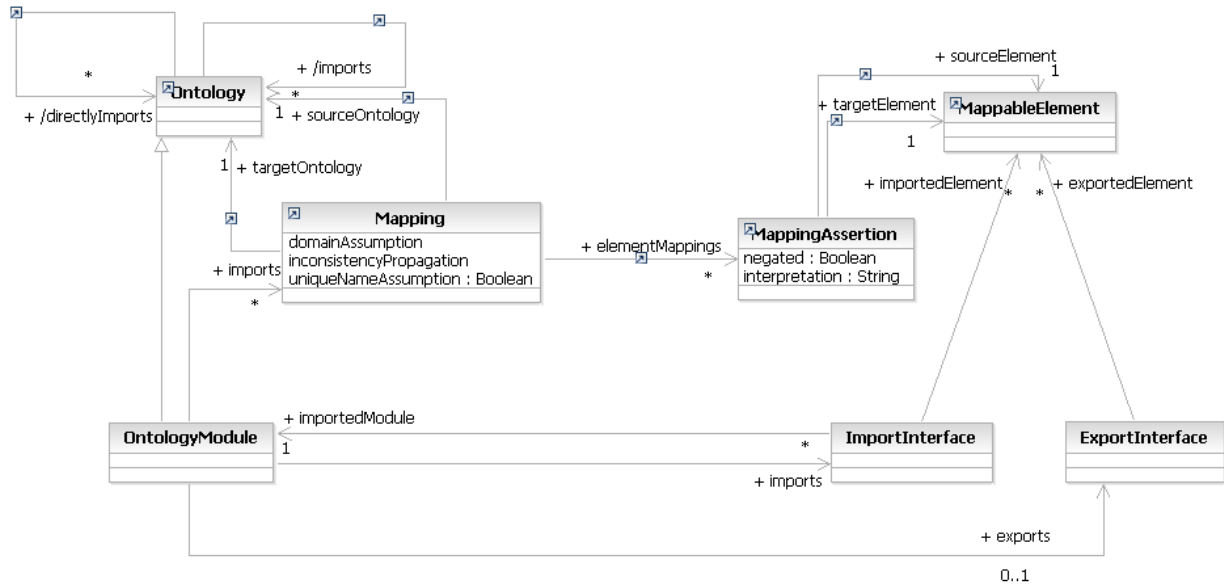 + /imports
*
Ontology
*
+ /directlyImports
1
+ sourceOntology
1
+ targetOntology
+ sourceElement
1
+ targetElement
MappableElement
1
+ importedElement
*
*
+ exportedElement
Mapping
domainAssumption
inconsistencyPropagation
uniqueNameAssumption : Boolean
+ imports
*
+ elementMappings
*
MappingAssertion
negated : Boolean
interpretation : String
OntologyModule
+ importedModule
1
*
+ imports
ImportInterface
ExportInterface
+ exports
0..1
*